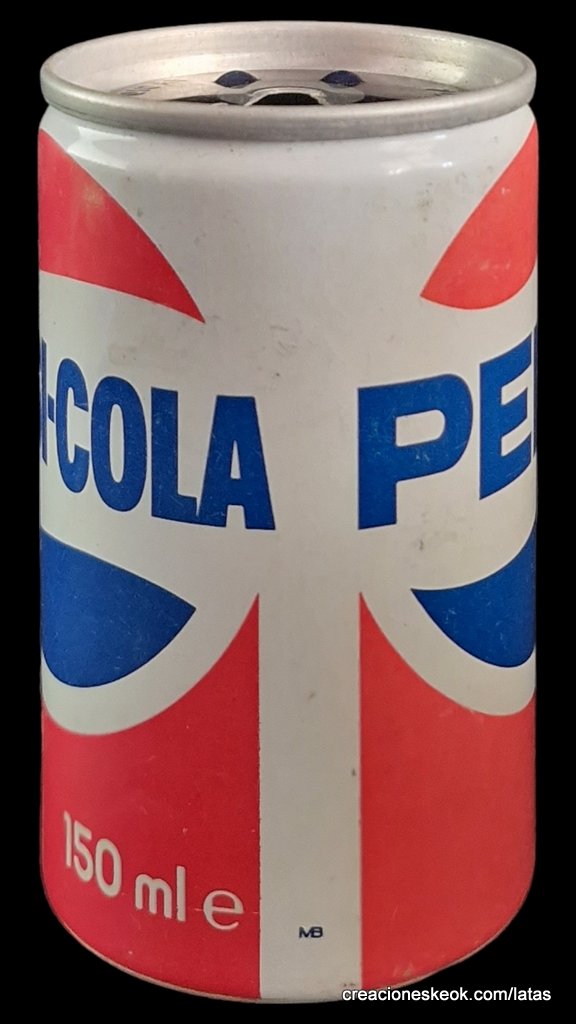 -COLA PE
150 ml e
MB
creacioneskeok.com/latas